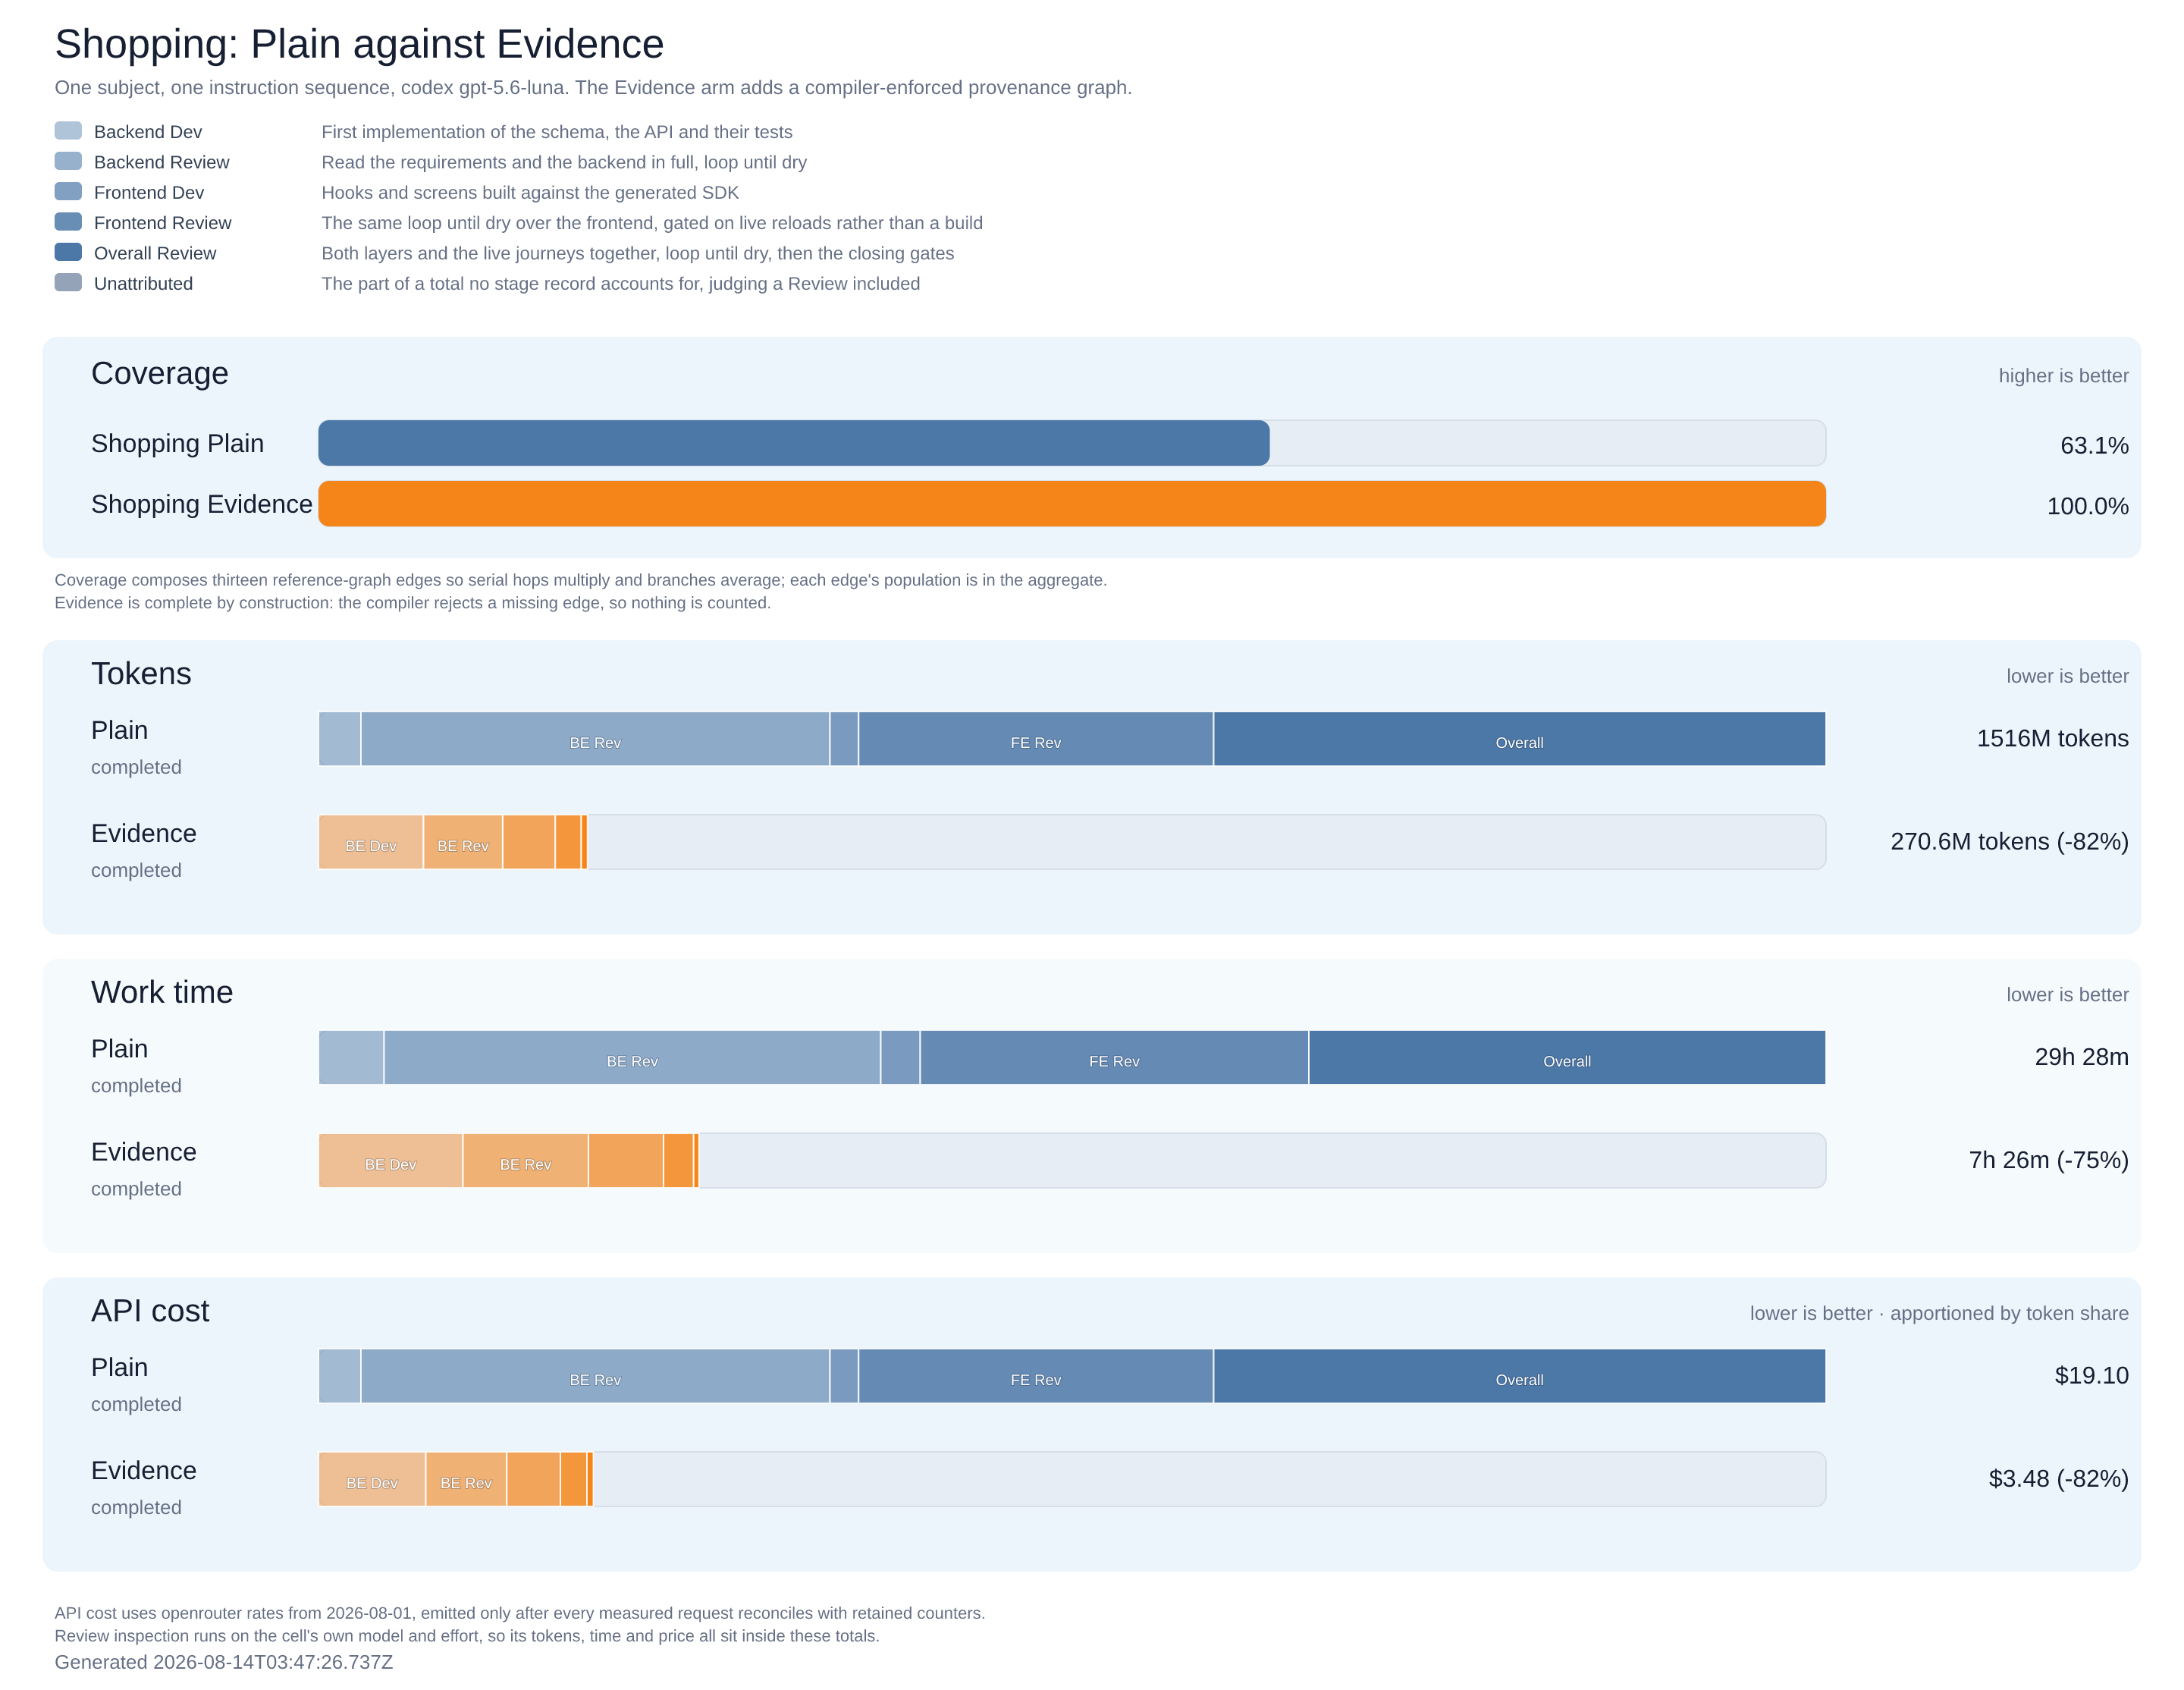 Shopping: Plain against Evidence
One subject, one instruction sequence, codex gpt-5.6-luna. The Evidence arm adds a compiler-enforced provenance graph.
Backend Dev First implementation of the schema, the API and their tests
Backend Review Read the requirements and the backend in full, loop until dry
Frontend Dev Hooks and screens built against the generated SDK
Frontend Review The same loop until dry over the frontend, gated on live reloads rather than a build
Overall Review Both layers and the live journeys together, loop until dry, then the closing gates
Unattributed The part of a total no stage record accounts for, judging a Review included
Coverage higher is better
Shopping Plain 63.1%
Shopping Evidence 100.0%
Coverage composes thirteen reference-graph edges so serial hops multiply and branches average; each edge's population is in the aggregate.
Evidence is complete by construction: the compiler rejects a missing edge, so nothing is counted.
Tokens lower is better
Plain BE Rev FE Rev Overall 1516M tokens
completed
Evidence BE Dev BE Rev 270.6M tokens (-82%)
completed
Work time lower is better
Plain BE Rev FE Rev Overall 29h 28m
completed
Evidence BE Dev BE Rev 7h 26m (-75%)
completed
API cost lower is better · apportioned by token share
Plain BE Rev FE Rev Overall $19.10
completed
Evidence BE Dev BE Rev $3.48 (-82%)
completed
API cost uses openrouter rates from 2026-08-01, emitted only after every measured request reconciles with retained counters.
Review inspection runs on the cell's own model and effort, so its tokens, time and price all sit inside these totals.
Generated 2026-08-14T03:47:26.737Z